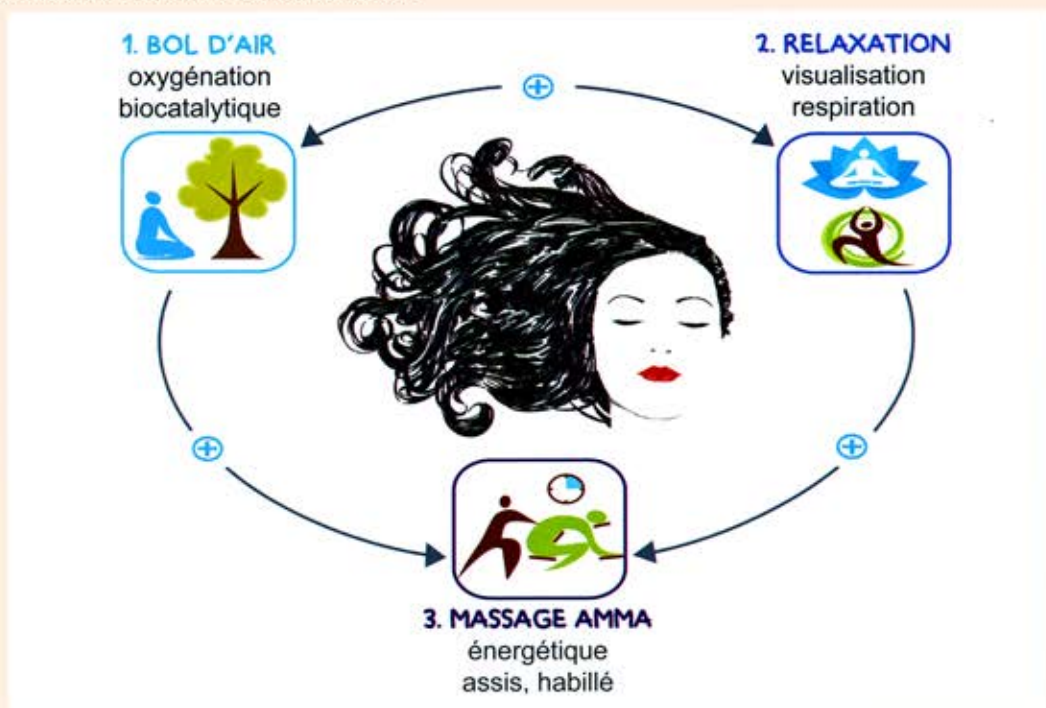 1. BOL D'AIR
oxygénation
biocatalytique
2. RELAXATION
visualisation
respiration
3. MASSAGE AMMA
énergétique
assis, habillé